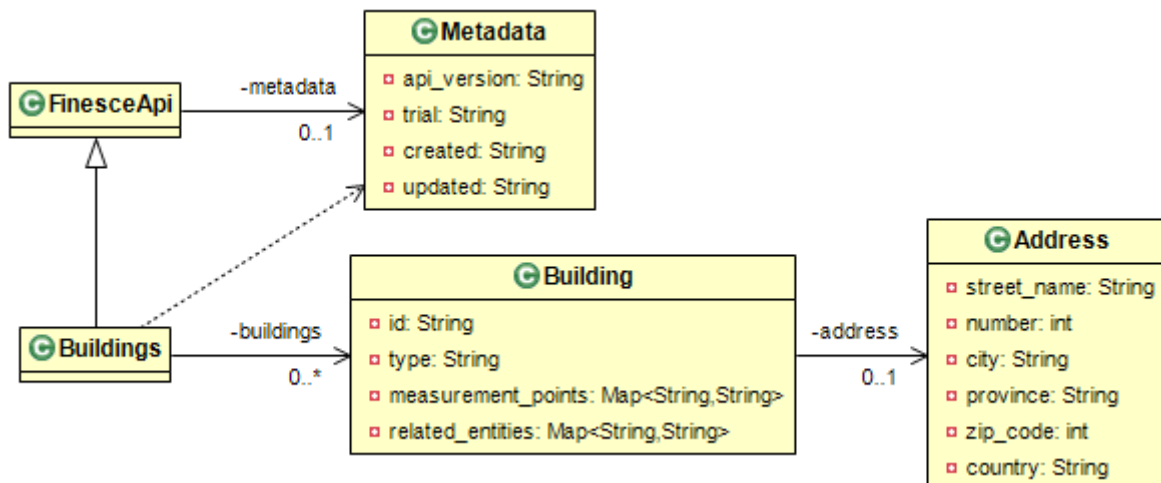 C Metadata
api_version: String
trial: String
created: String
updated: String
C FinesceApi
-metadata
0..1
C Buildings
-buildings
0..*
C Building
id: String
type: String
measurement_points: Map<String,String>
related_entities: Map<String,String>
-address
0..1
C Address
street_name: String
number: int
city: String
province: String
zip_code: int
country: String